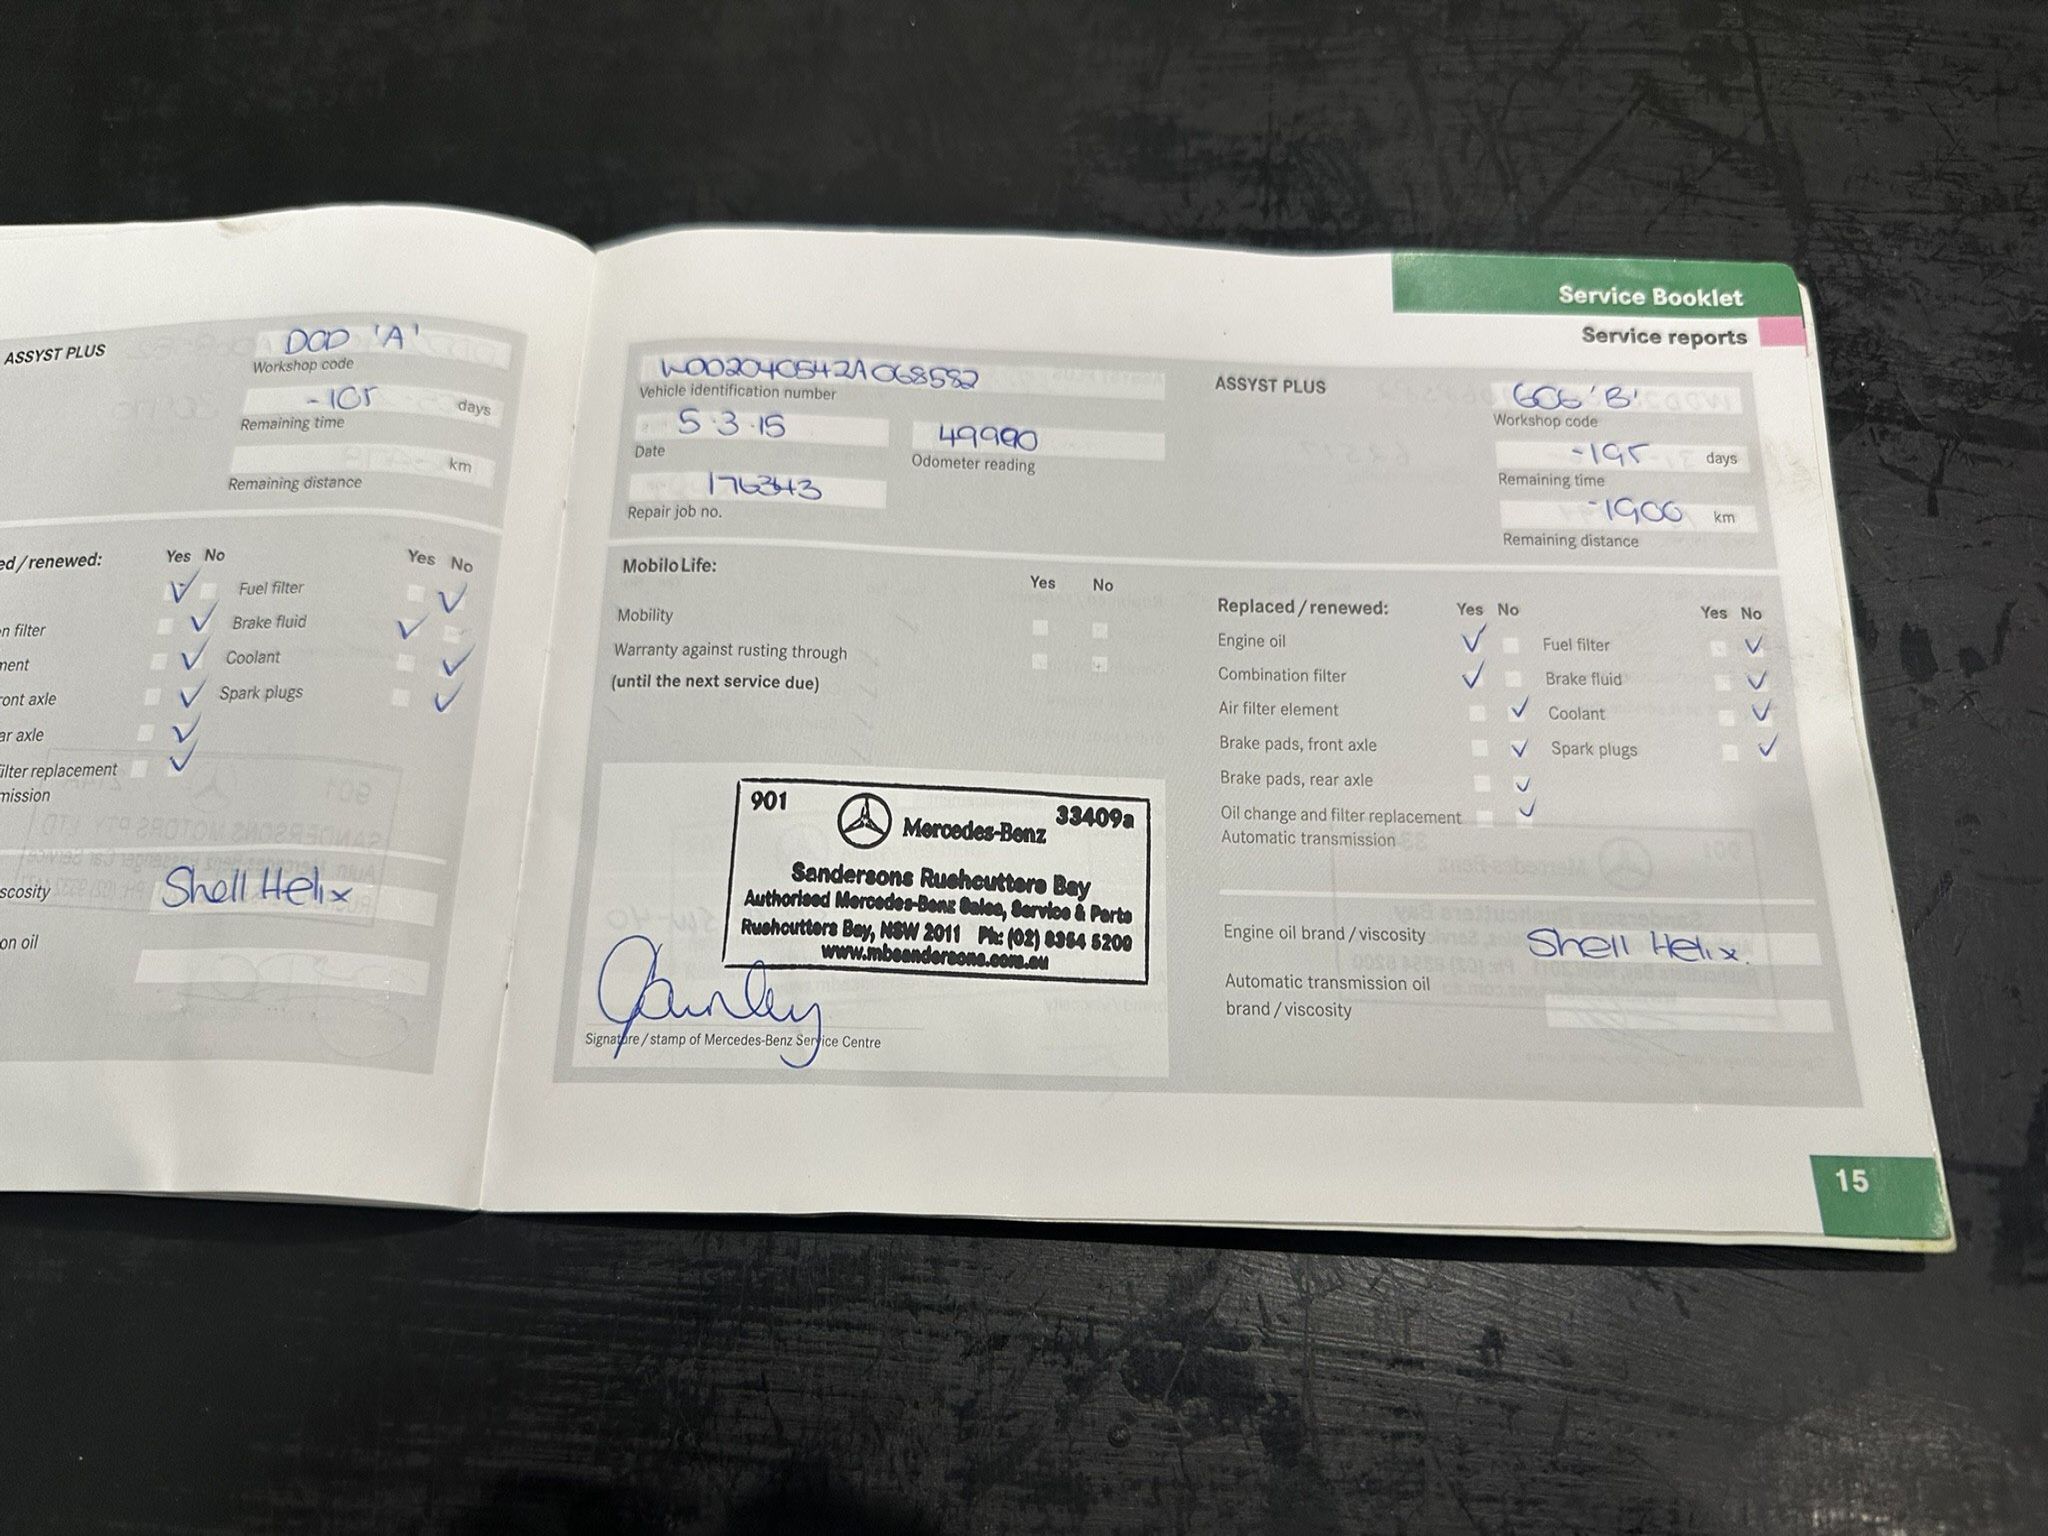 ASSYST PLUS
DOD 'A'
Workshop code
-105
days
Remaining time
km
Remaining distance
ed/renewed:
Yes No
Yes No
Fuel filter
n filter
Brake fluid
ment
Coolant
ront axle
Spark plugs
ar axle
ilter replacement
mission
scosity
Shell Helix
on oil
Service Booklet
Service reports
WDD2040542A068582
Vehicle identification number
ASSYST PLUS
'B'
Workshop code
5.3.15
Date
49990
Odometer reading
-195
days
Remaining time
176343
Repair job no.
-1900
km
Remaining distance
MobiloLife:
Yes
No
Mobility
Warranty against rusting through
(until the next service due)
Replaced/renewed:
Yes No
Yes No
Engine oil
Fuel filter
Combination filter
Brake fluid
Air filter element
Coolant
Brake pads, front axle
Spark plugs
Brake pads, rear axle
Oil change and filter replacement
Automatic transmission
901
Mercedes-Benz
33409a
Sandersons Rushcutters Bay
Authorised Mercedes-Benz Sales, Service & Parts
Rushcutters Bay, NSW 2011 Ph: (02) 8354 5200
www.mbsandersons.com.au
Signature/stamp of Mercedes-Benz Service Centre
Engine oil brand/viscosity
Shell Helix.
Automatic transmission oil
brand/viscosity
15